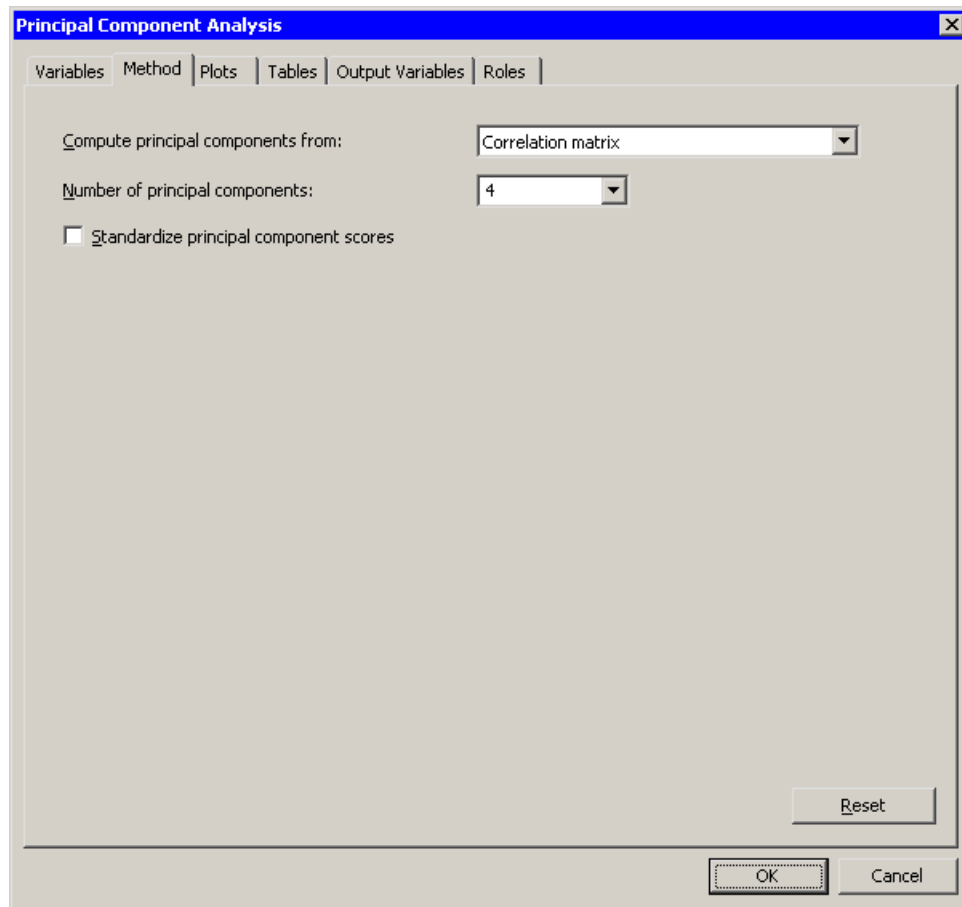 Principal Component Analysis
Variables Method Plots Tables Output Variables Roles
Compute principal components from: Correlation matrix
Number of principal components: 4
Standardize principal component scores
Reset
OK Cancel